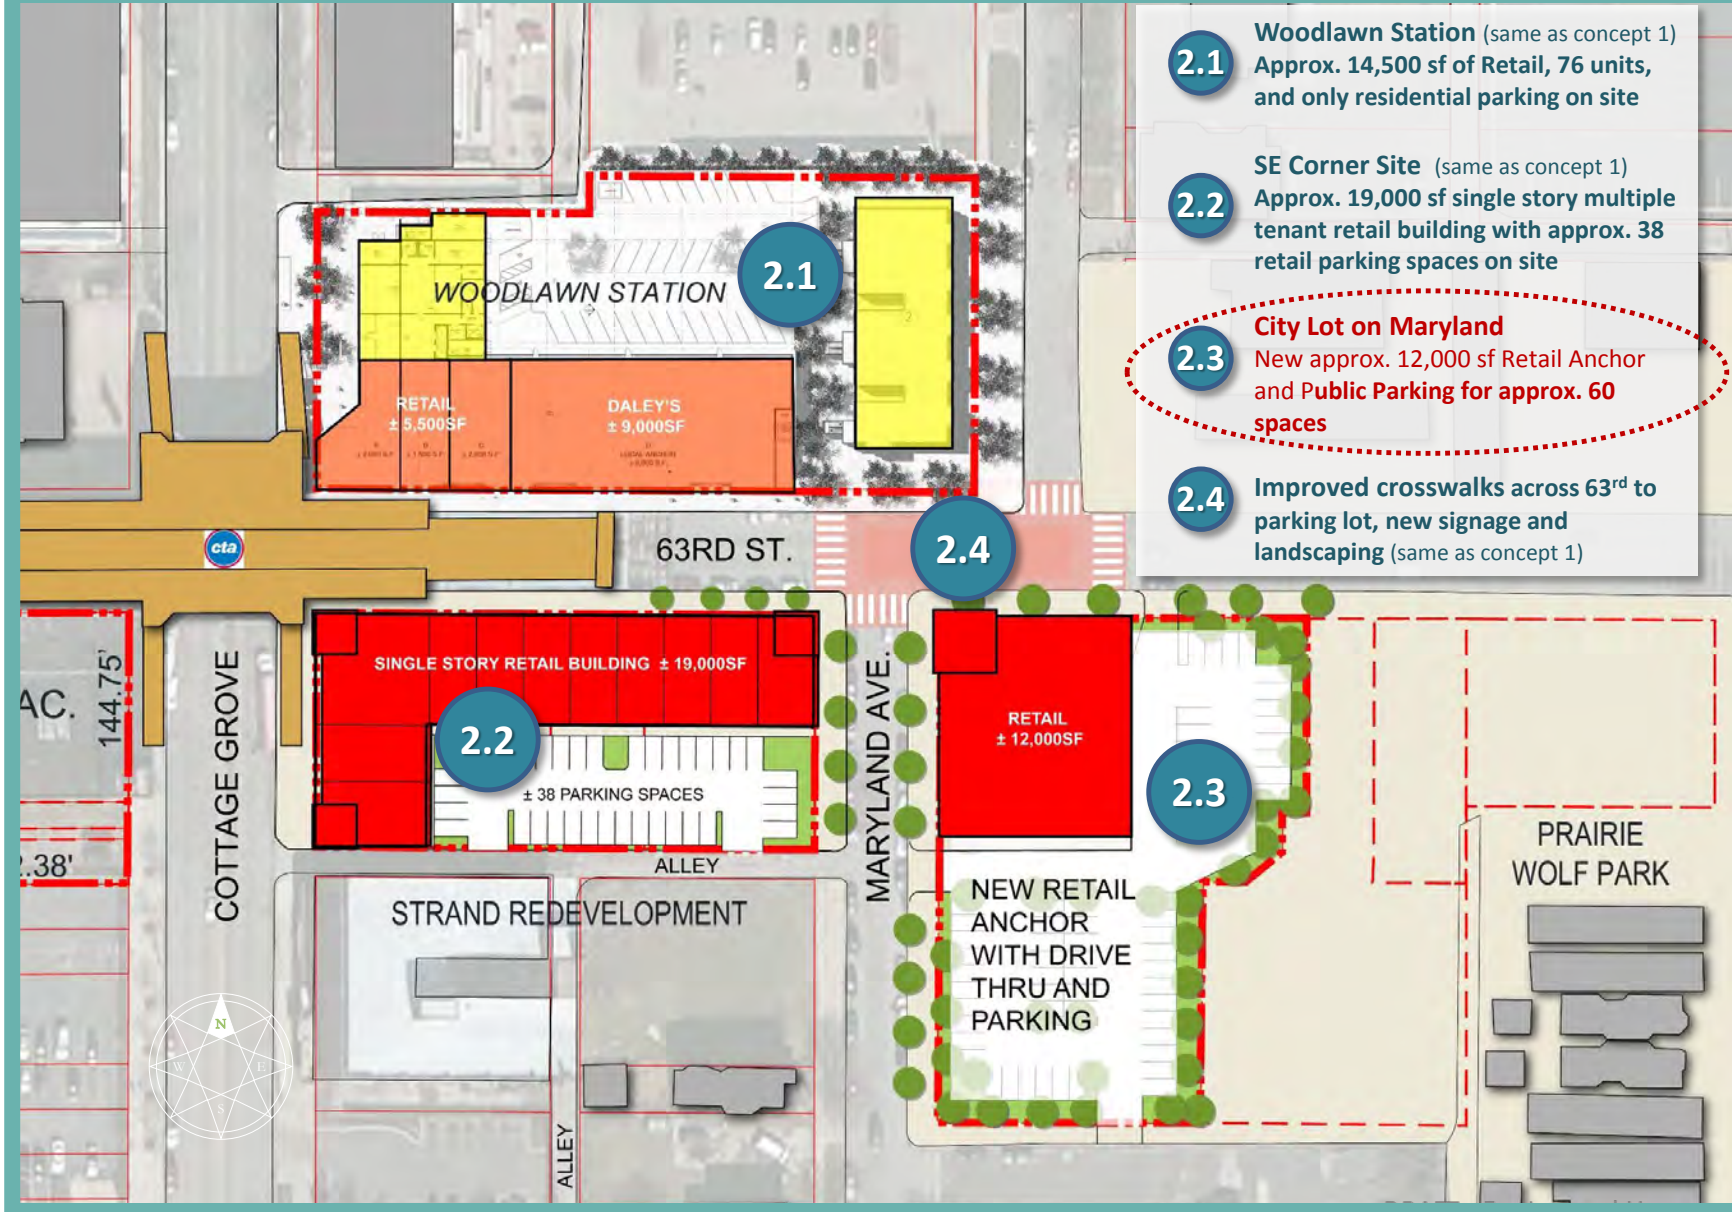 2.1
Woodlawn Station (same as concept 1)
Approx. 14,500 sf of Retail, 76 units,
and only residential parking on site
2.2
SE Corner Site (same as concept 1)
Approx. 19,000 sf single story multiple
tenant retail building with approx. 38
retail parking spaces on site
2.3
City Lot on Maryland
New approx. 12,000 sf Retail Anchor
and Public Parking for approx. 60
spaces
2.4
Improved crosswalks across 63rd to
parking lot, new signage and
landscaping (same as concept 1)
WOODLAWN STATION
2.1
2
RETAIL
± 5,500SF
DALEY'S
± 9,000SF
LOCAL ANCHOR
cta
63RD ST.
2.4
AC.
144.75'
2.38'
COTTAGE GROVE
SINGLE STORY RETAIL BUILDING ± 19,000SF
2.2
± 38 PARKING SPACES
ALLEY
MARYLAND AVE.
RETAIL
± 12,000SF
2.3
NEW RETAIL
ANCHOR
WITH DRIVE
THRU AND
PARKING
PRAIRIE
WOLF PARK
STRAND REDEVELOPMENT
ALLEY
N
W
E
S